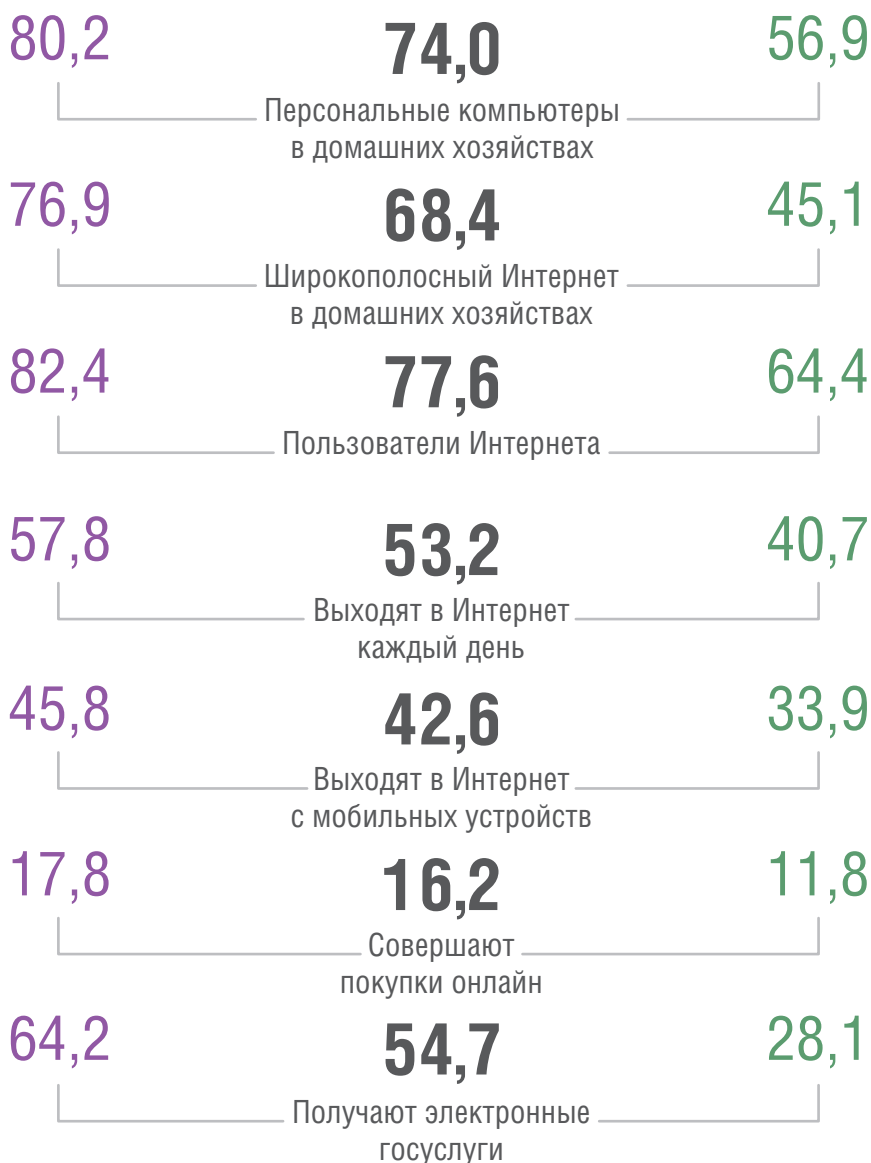 80,2 74,0 56,9
Персональные компьютеры
в домашних хозяйствах
76,9 68,4 45,1
Широкополосный Интернет
в домашних хозяйствах
82,4 77,6 64,4
Пользователи Интернета
57,8 53,2 40,7
Выходят в Интернет
каждый день
45,8 42,6 33,9
Выходят в Интернет
с мобильных устройств
17,8 16,2 11,8
Совершают
покупки онлайн
64,2 54,7 28,1
Получают электронные
госуслуги